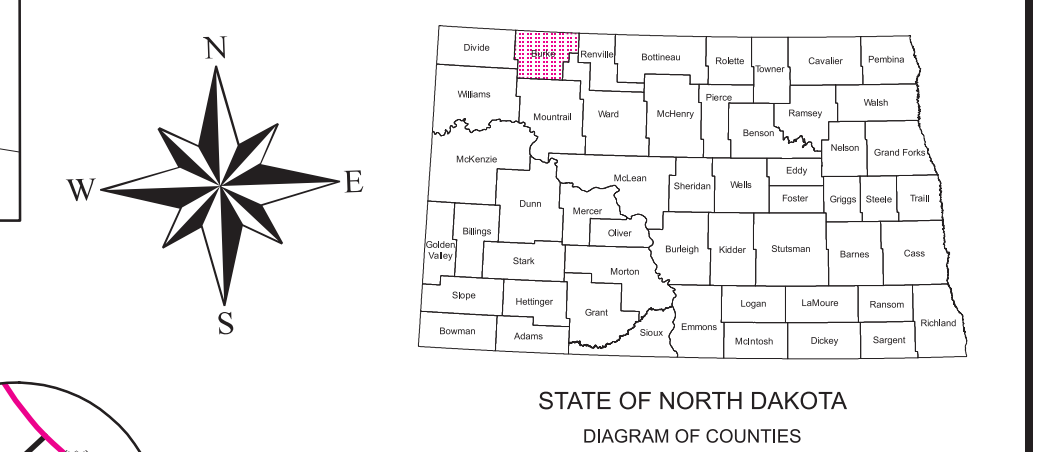 N
W
E
S
Divide
Burke
Renville
Bottineau
Rolette
Towner
Cavalier
Pembina
Williams
Mountrail
Ward
McHenry
Pierce
Benson
Ramsey
Walsh
McKenzie
McLean
Sheridan
Wells
Eddy
Foster
Nelson
Grand Forks
Griggs
Steele
Traill
Dunn
Mercer
Oliver
Billings
Golden
Valley
Stark
Morton
Burleigh
Kidder
Stutsman
Barnes
Cass
Slope
Hettinger
Grant
Sioux
Emmons
Logan
LaMoure
Ransom
Richland
Bowman
Adams
McIntosh
Dickey
Sargent
STATE OF NORTH DAKOTA
DIAGRAM OF COUNTIES